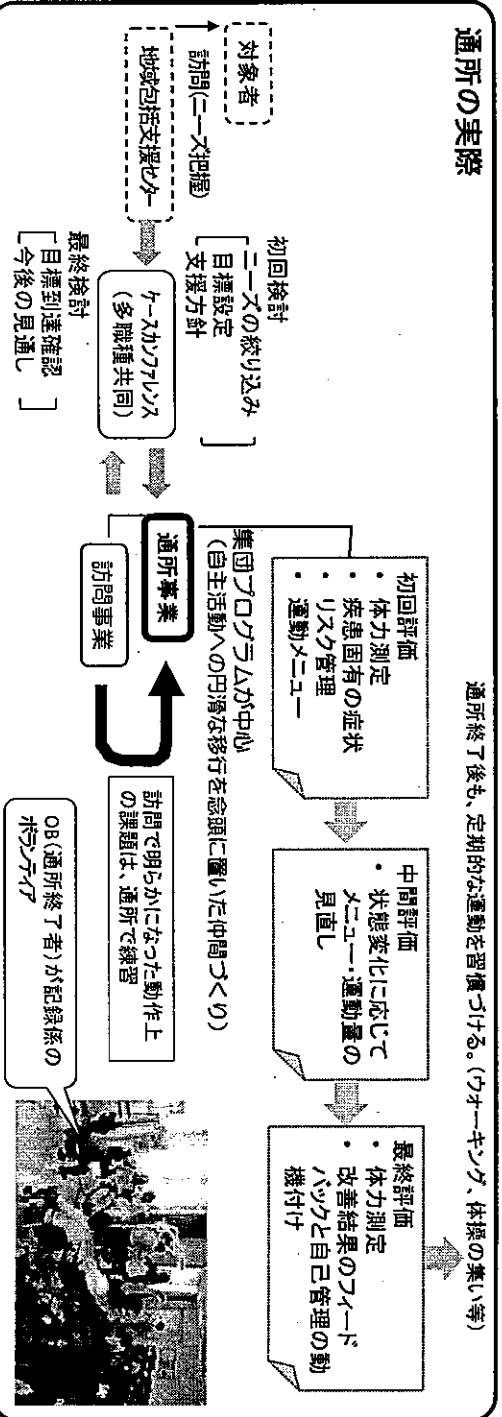 通所の実際
対象者
訪問(ニーズ把握)
地域包括支援センター
初回検討
ニーズの絞り込み
目標設定
支援方針
ケースカンファレンス
(多職種共同)
最終検討
目標到達確認
今後の見通し
通所事業
訪問事業
集団プログラムが中心
(自主活動への円滑な移行を念頭に置いた仲間づくり)
訪問で明らかになった動作上
の課題は、通所で練習
OB(通所終了者)が記録係の
ボランティア
初回評価
・ 体力測定
・ 疾患固有の症状
・ リスク管理
・ 運動メニュー
中間評価
・ 状態変化に応じて
メニュー・運動量の
見直し
最終評価
・ 体力測定
・ 改善結果のフィード
バックと自己管理の動
機付け
通所終了後も、定期的な運動を習慣づける。(ウォーキング、体操の集い等)